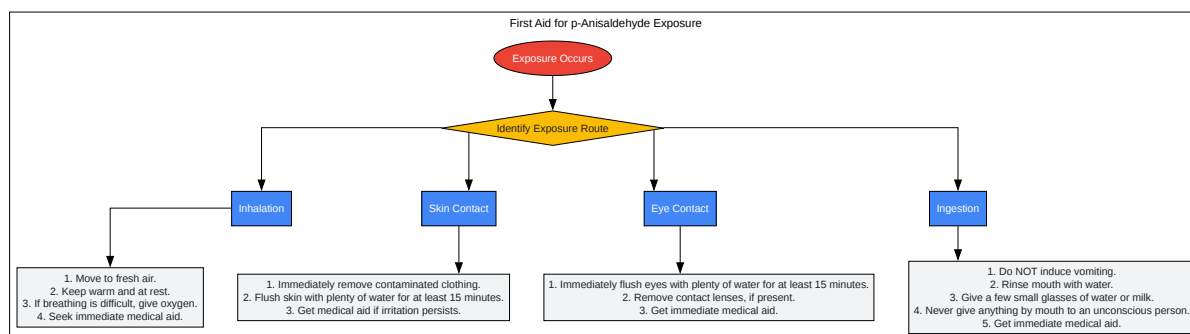 First Aid for p-Anisaldehyde Exposure
Exposure Occurs
Identify Exposure Route
Inhalation
Skin Contact
Eye Contact
Ingestion
1. Move to fresh air.
2. Keep warm and at rest.
3. If breathing is difficult, give oxygen.
4. Seek immediate medical aid.
1. Immediately remove contaminated clothing.
2. Flush skin with plenty of water for at least 15 minutes.
3. Get medical aid if irritation persists.
1. Immediately flush eyes with plenty of water for at least 15 minutes.
2. Remove contact lenses, if present.
3. Get immediate medical aid.
1. Do NOT induce vomiting.
2. Rinse mouth with water.
3. Give a few small glasses of water or milk.
4. Never give anything by mouth to an unconscious person.
5. Get immediate medical aid.